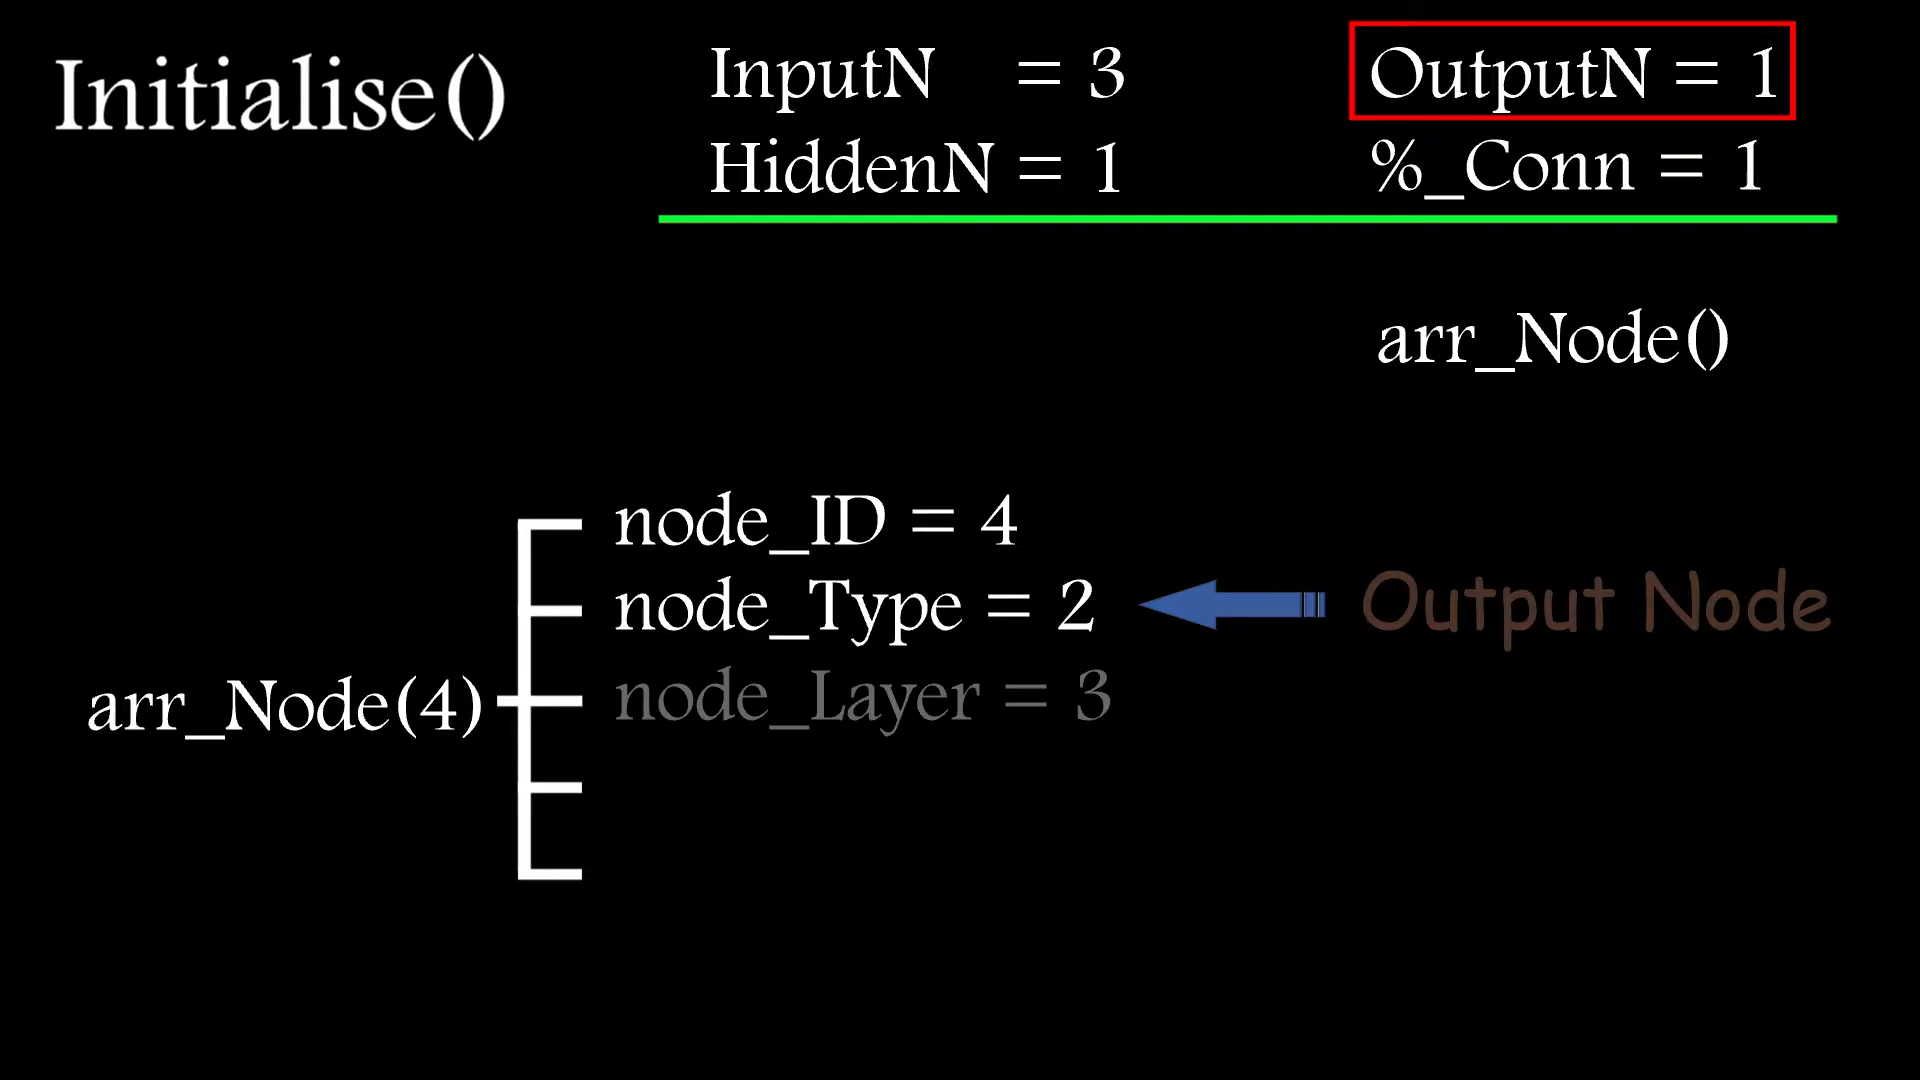 Initialise()
InputN = 3
OutputN = 1
HiddenN = 1
%_Conn = 1
arr_Node()
node_ID = 4
node_Type = 2
Output Node
arr_Node(4)
node_Layer = 3